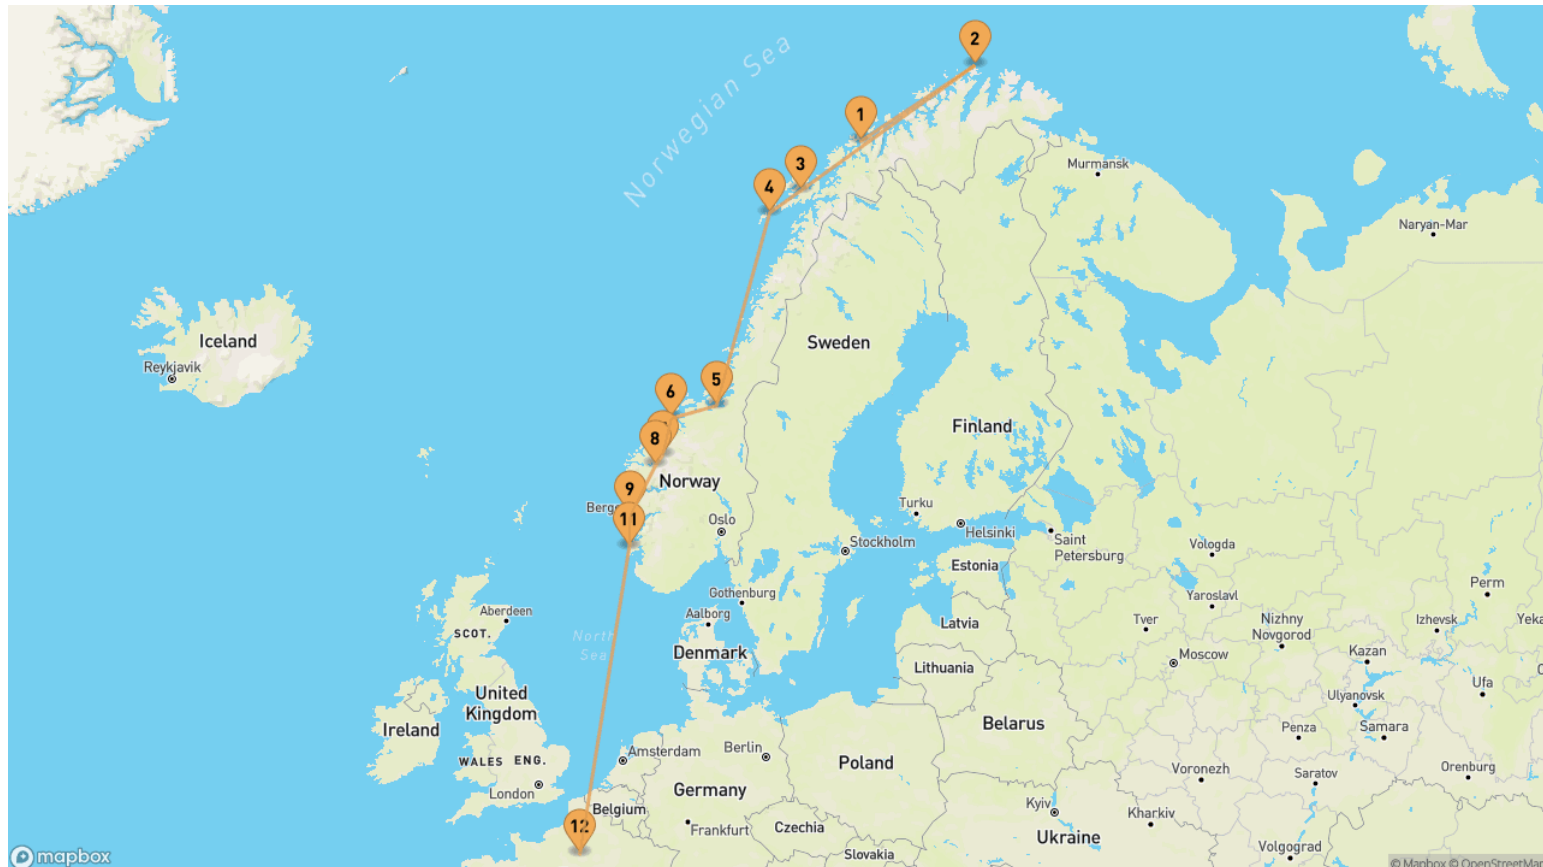 2
Norwegian Sea
1
3
4
Murmansk
Naryan-Mar
Iceland
Reykjavik
Sweden
5
6
Finland
8
Norway
9
Berg
11
Oslo
Turku
Helsinki
Saint
Petersburg
Stockholm
Estonia
Vologda
Perm
Gothenburg
Aalborg
Aberdeen
SCOT.
North
Sea
Denmark
Latvia
Lithuania
Yaroslavl
Tver
Nizhny
Novgorod
Izhevsk
Yeka
Moscow
Kazan
Ufa
Ulyanovsk
Samara
Penza
United
Kingdom
Ireland
WALES
ENG.
London
Amsterdam
Berlin
Poland
Belarus
Germany
Belgium
Voronezh
Saratov
Orenburg
Kyiv
Kharkiv
Ukraine
12
Frankfurt
Czechia
Slovakia
Volgograd
mapbox
© Mapbox © OpenStreetMap